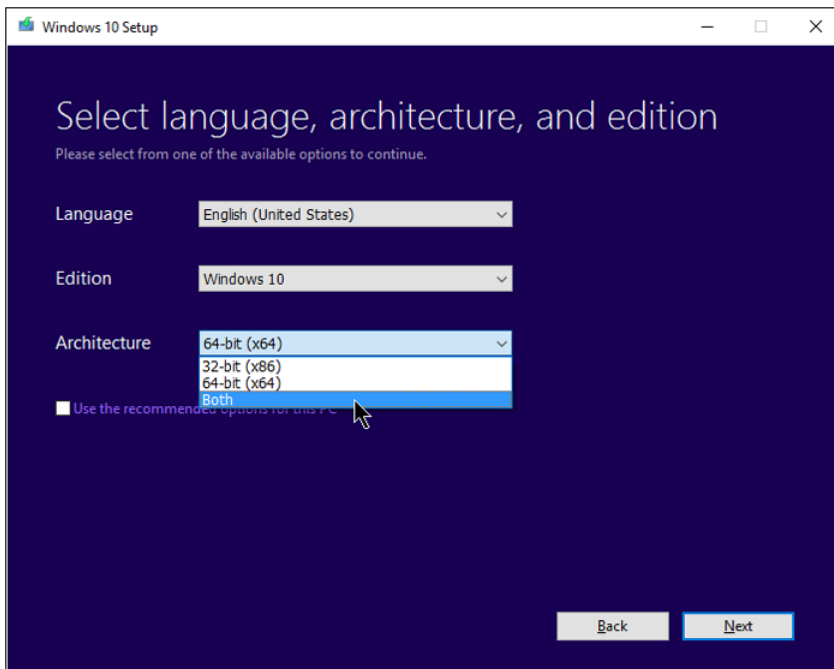 Windows 10 Setup
Select language, architecture, and edition
Please select from one of the available options to continue.
Language English (United States)
Edition Windows 10
Architecture 64-bit (x64)
32-bit (x86)
64-bit (x64)
Both
Use the recommended options for this PC
Back Next